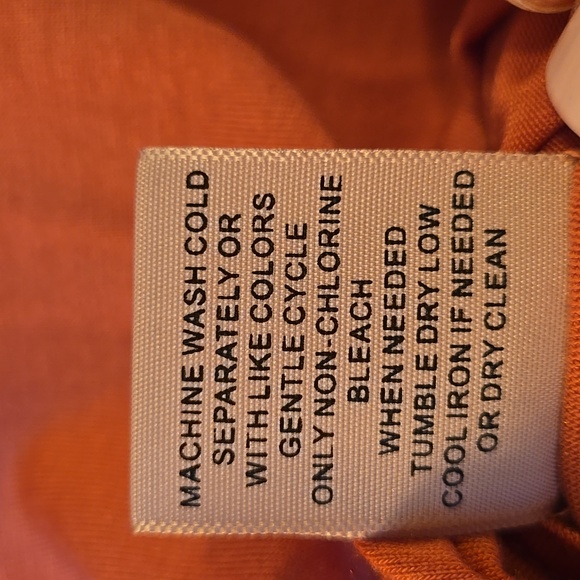 MACHINE WASH COLD
SEPARATELY OR
WITH LIKE COLORS
GENTLE CYCLE
ONLY NON-CHLORINE
BLEACH
WHEN NEEDED
TUMBLE DRY LOW
COOL IRON IF NEEDED
OR DRY CLEAN